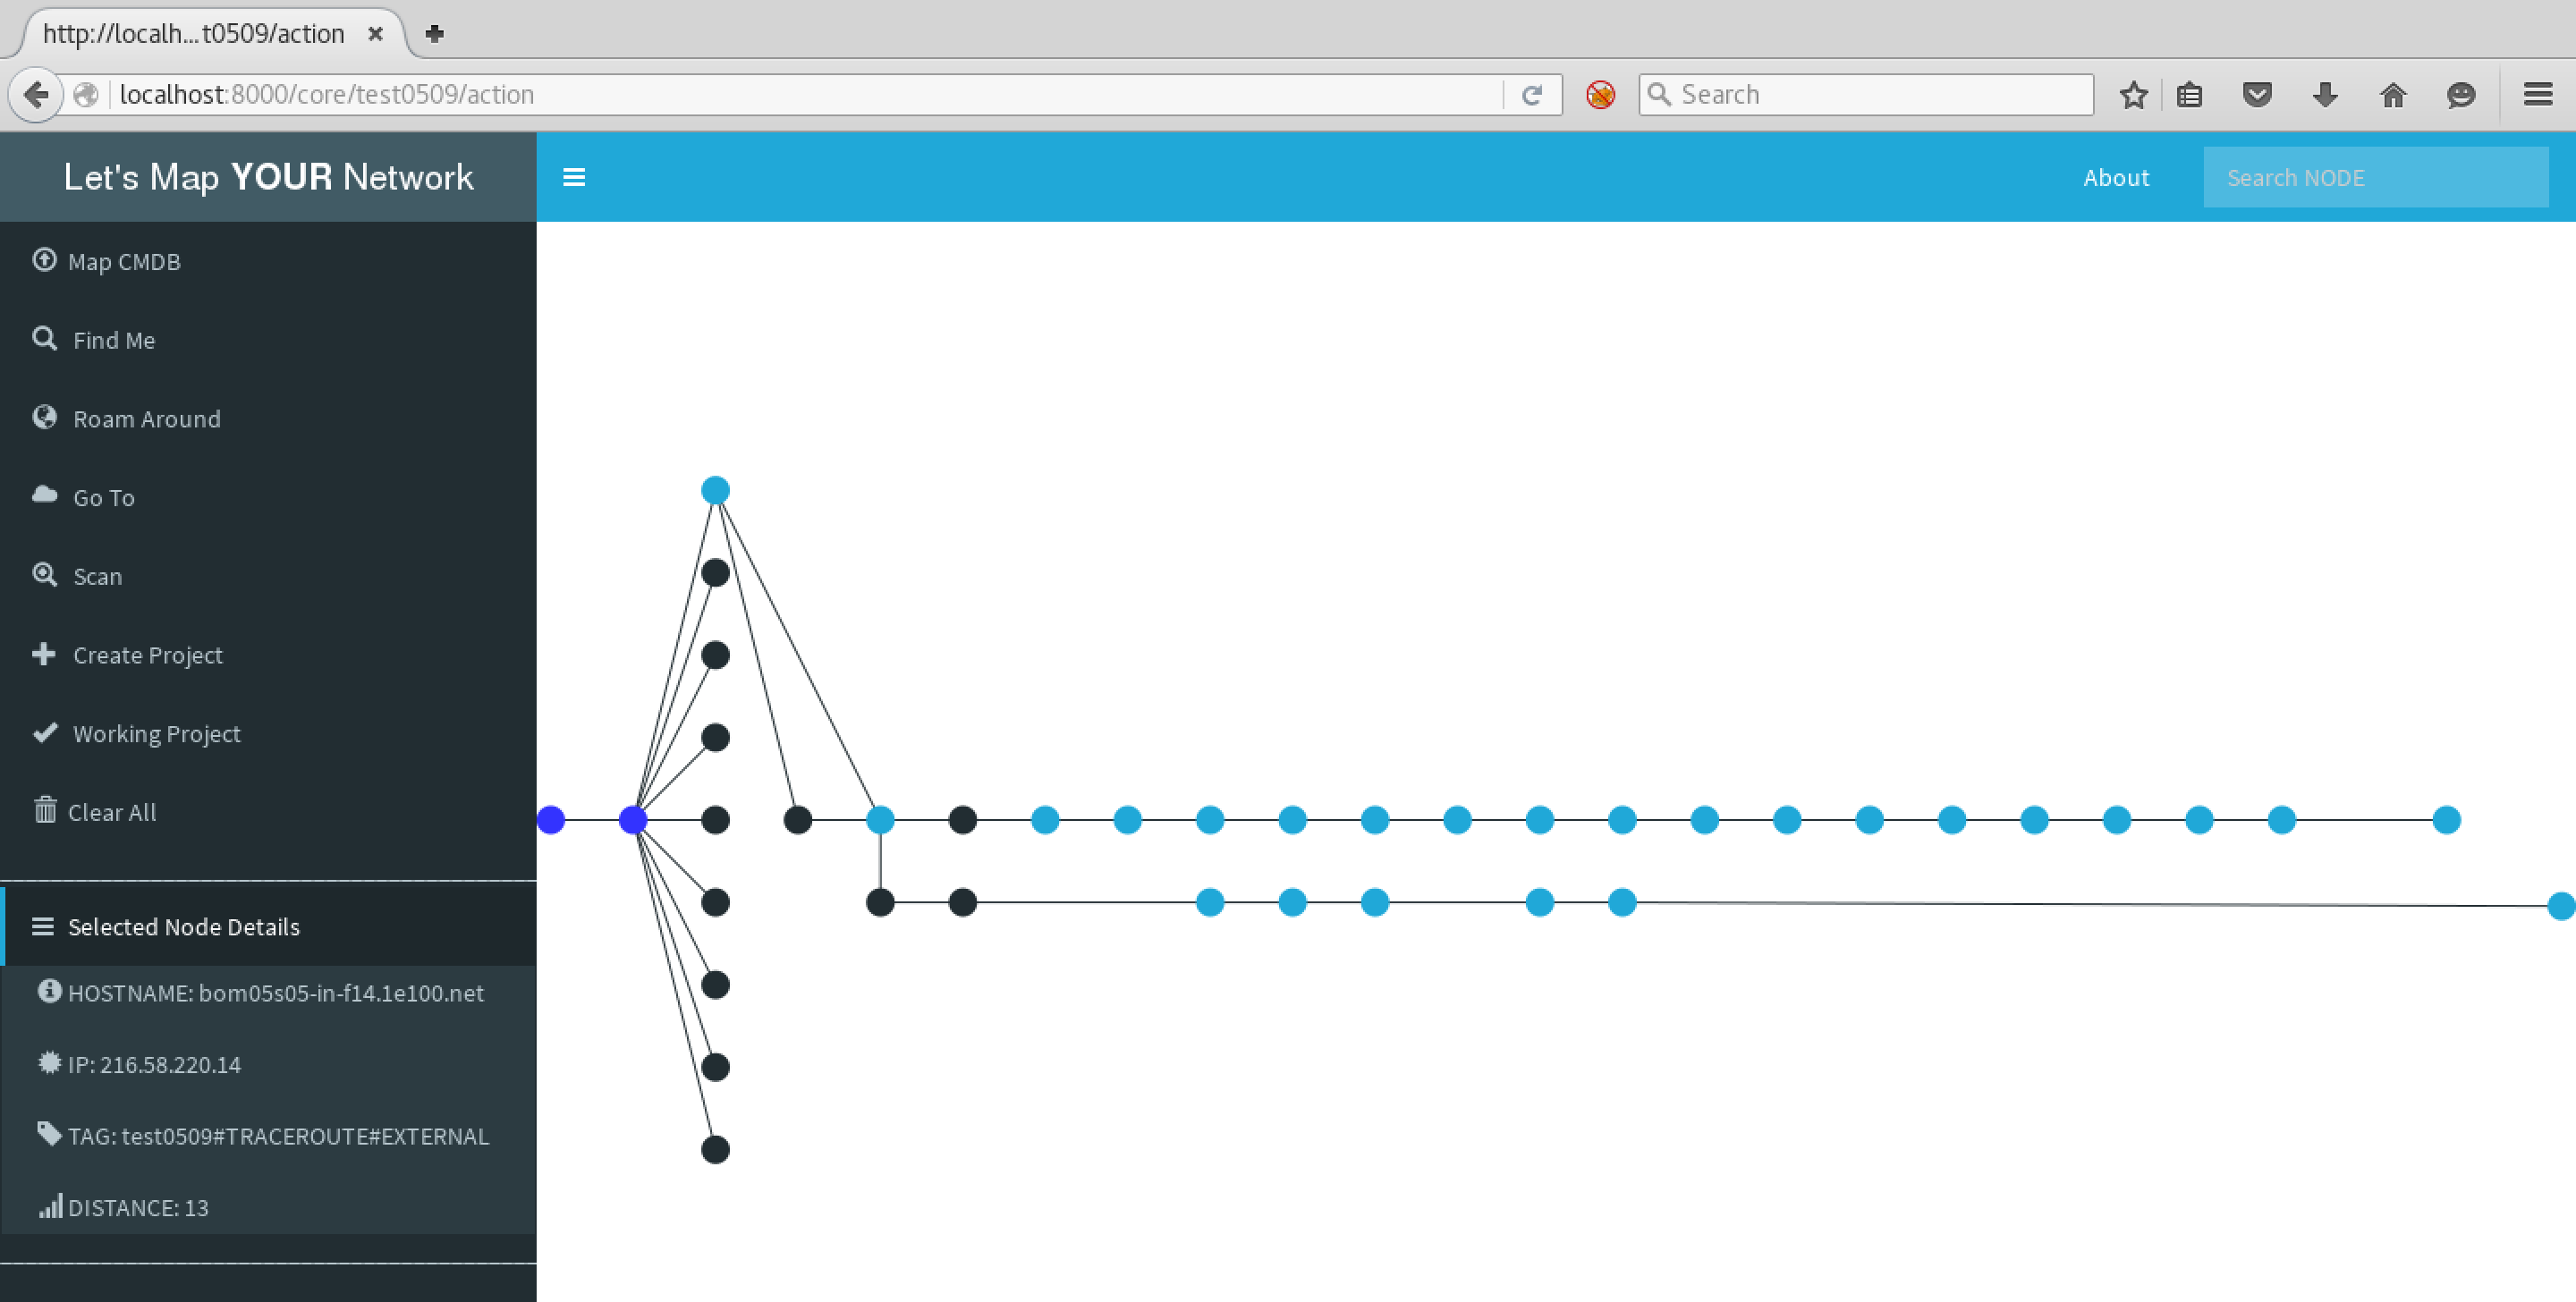 http://localh...t0509/action
localhost:8000/core/test0509/action
Search
Let's Map YOUR Network
About
Search NODE
Map CMDB
Find Me
Roam Around
Go To
Scan
Create Project
Working Project
Clear All
Selected Node Details
HOSTNAME: bom05s05-in-f14.1e100.net
IP: 216.58.220.14
TAG: test0509#TRACEROUTE#EXTERNAL
DISTANCE: 13